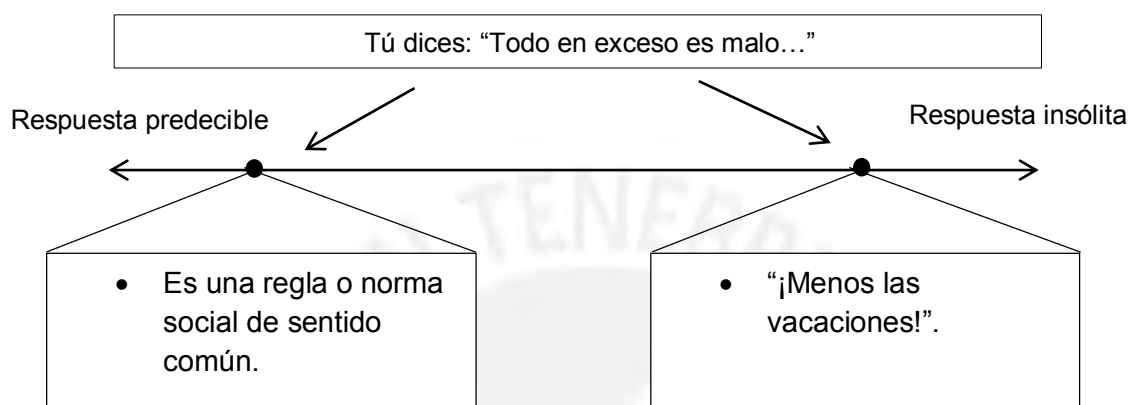 Tú dices: “Todo en exceso es malo…”
Respuesta predecible
Respuesta insólita
• Es una regla o norma
social de sentido
común.
• “¡Menos las
vacaciones!”.